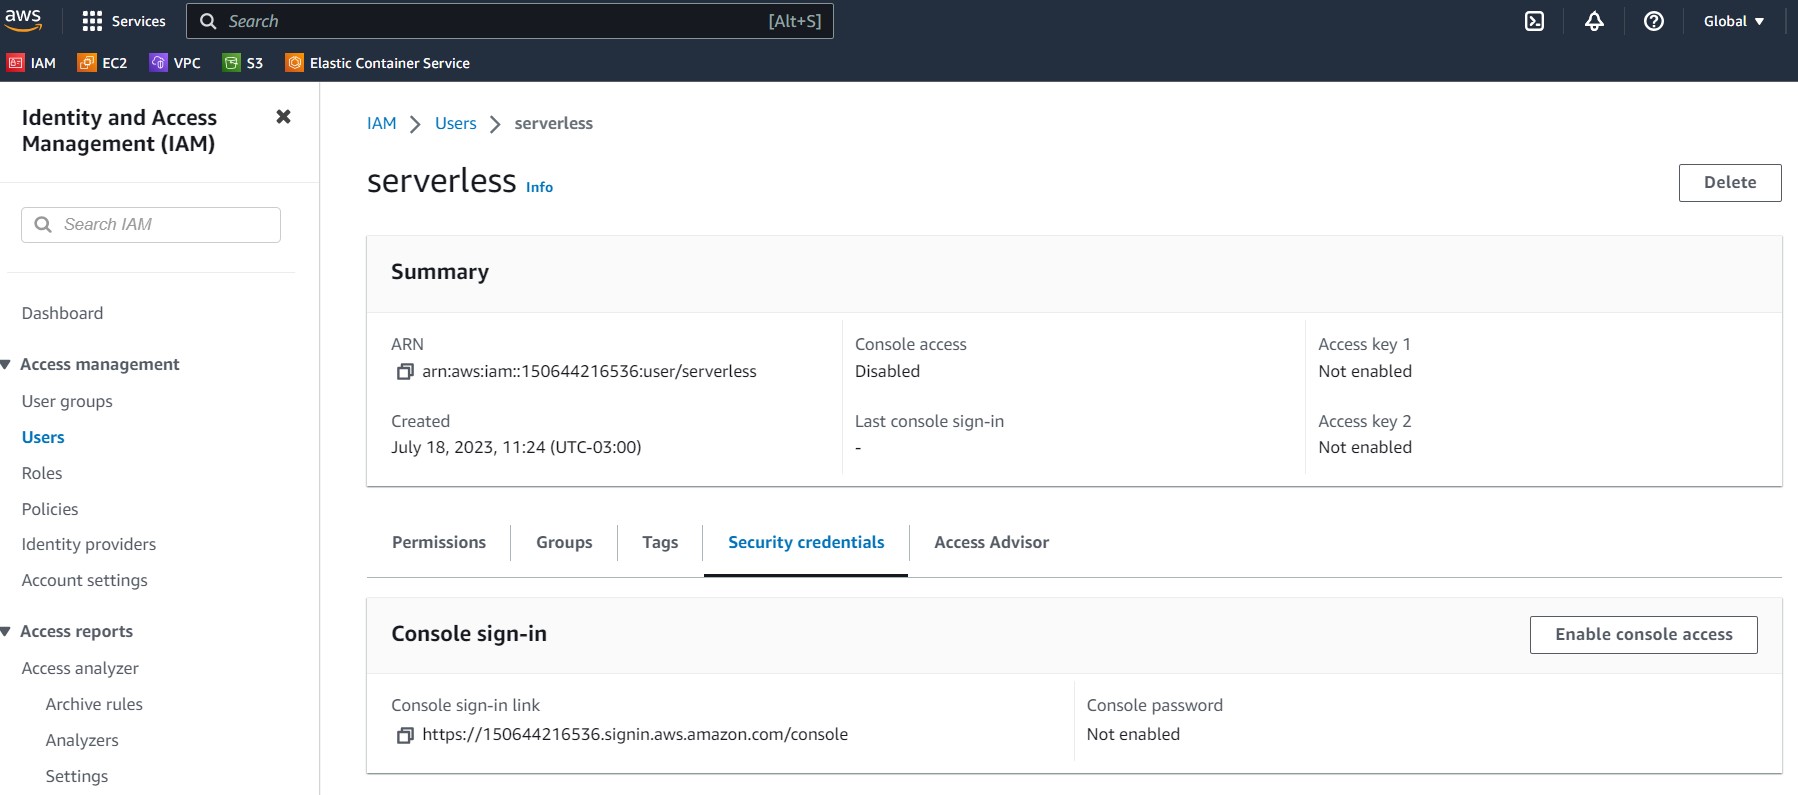 aws
Services
Search
[Alt+S]
Global
IAM
EC2
VPC
S3
Elastic Container Service
Identity and Access
Management (IAM)
Search IAM
Dashboard
Access management
User groups
Users
Roles
Policies
Identity providers
Account settings
Access reports
Access analyzer
Archive rules
Analyzers
Settings
IAM > Users > serverless
serverless Info
Delete
Summary
ARN
arn:aws:iam::150644216536:user/serverless
Created
July 18, 2023, 11:24 (UTC-03:00)
Console access
Disabled
Last console sign-in
-
Access key 1
Not enabled
Access key 2
Not enabled
Permissions
Groups
Tags
Security credentials
Access Advisor
Console sign-in
Enable console access
Console sign-in link
https://150644216536.signin.aws.amazon.com/console
Console password
Not enabled